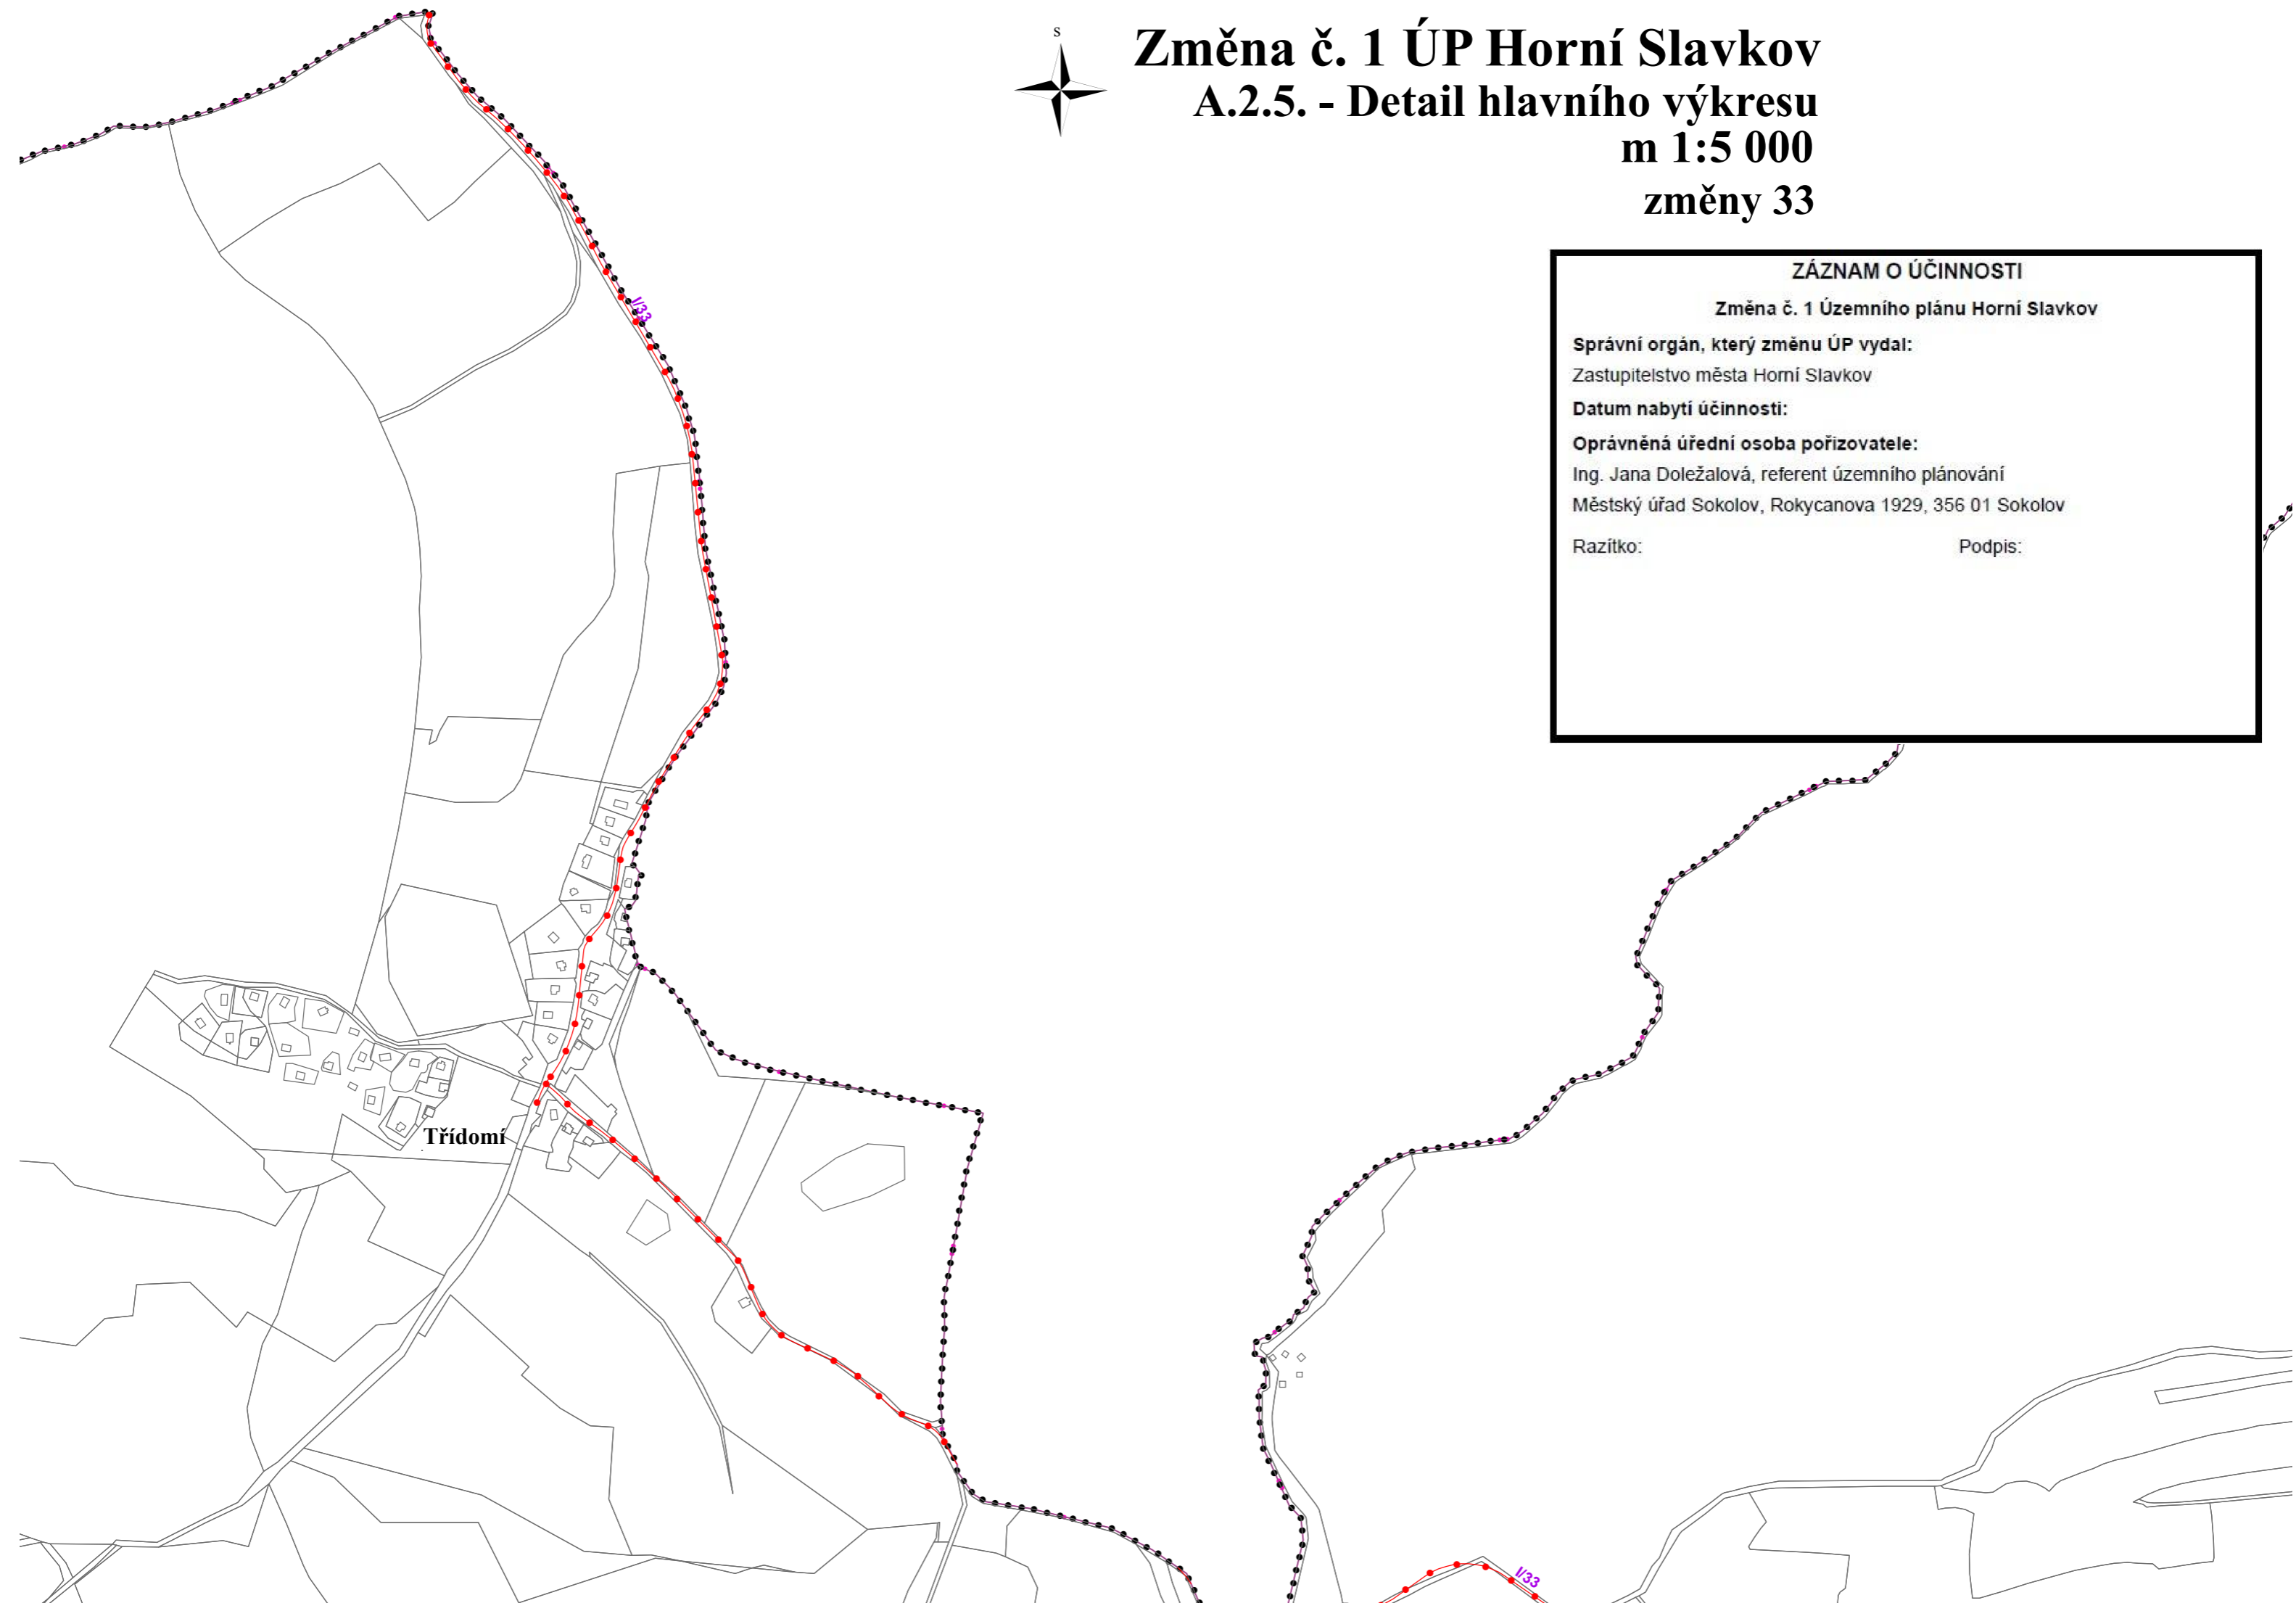 S
Změna č. 1 ÚP Horní Slavkov
A.2.5. - Detail hlavního výkresu
m 1:5 000
změny 33
ZÁZNAM O ÚČINNOSTI
Změna č. 1 Územního plánu Horní Slavkov
Správní orgán, který změnu ÚP vydal:
Zastupitelstvo města Horní Slavkov
Datum nabytí účinnosti:
Oprávněná úřední osoba pořizovatele:
Ing. Jana Doležalová, referent územního plánování
Městský úřad Sokolov, Rokycanova 1929, 356 01 Sokolov
Razítko: Podpis:
I/33
Třídomí
I/33